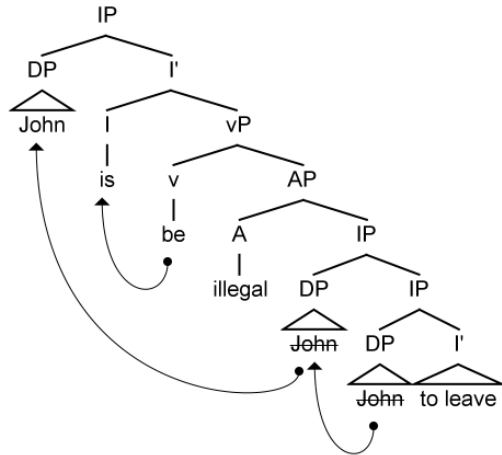 IP
DP I'
John I vP
is v AP
be A IP
illegal DP IP
John DP I'
John to leave